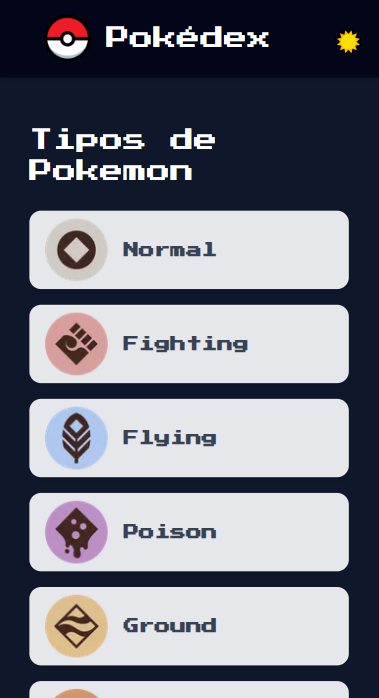 Pokédex
Tipos de
Pokemon
Normal
Fighting
Flying
Poison
Ground